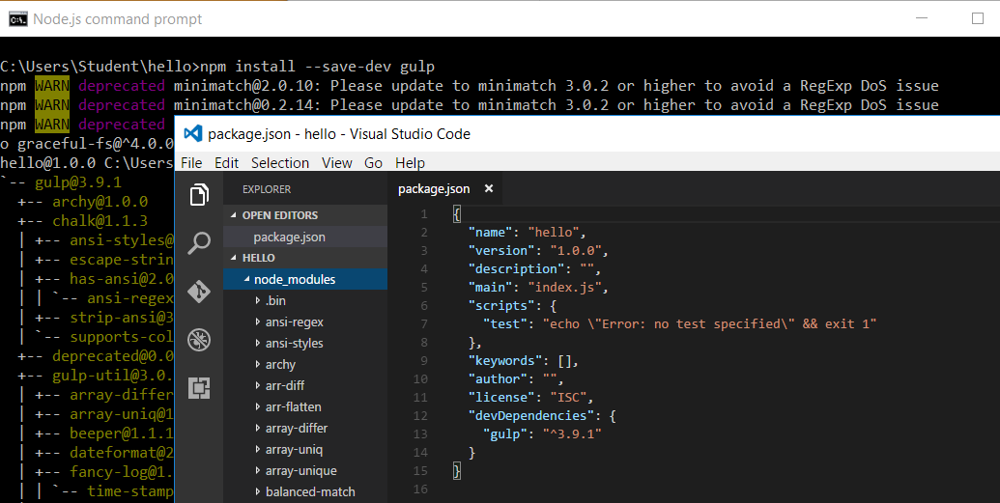 Node.js command prompt
C:\Users\Student\hello>npm install --save-dev gulp
npm WARN deprecated minimatch@2.0.10: Please update to minimatch 3.0.2 or higher to avoid a RegExp DoS issue
npm WARN deprecated minimatch@0.2.14: Please update to minimatch 3.0.2 or higher to avoid a RegExp DoS issue
npm WARN deprecated
o graceful-fs@^4.0.0
hello@1.0.0 C:\Users
`-- gulp@3.9.1
+-- archy@1.0.0
+-- chalk@1.1.3
| +-- ansi-styles@
| +-- escape-strin
| +-- has-ansi@2.0
| | `-- ansi-regex
| +-- strip-ansi@3
| `-- supports-col
+-- deprecated@0.0
+-- gulp-util@3.0.
| +-- array-differ
| +-- array-uniq@1
| +-- beeper@1.1.1
| +-- dateformat@2
| +-- fancy-log@1.
| | `-- time-stamp
package.json - hello - Visual Studio Code
File Edit Selection View Go Help
EXPLORER
OPEN EDITORS
package.json
HELLO
node_modules
.bin
ansi-regex
ansi-styles
archy
arr-diff
arr-flatten
array-differ
array-uniq
array-unique
balanced-match
package.json
1 {
2 "name": "hello",
3 "version": "1.0.0",
4 "description": "",
5 "main": "index.js",
6 "scripts": {
7 "test": "echo \"Error: no test specified\" && exit 1"
8 },
9 "keywords": [],
10 "author": "",
11 "license": "ISC",
12 "devDependencies": {
13 "gulp": "^3.9.1"
14 }
15 }
16